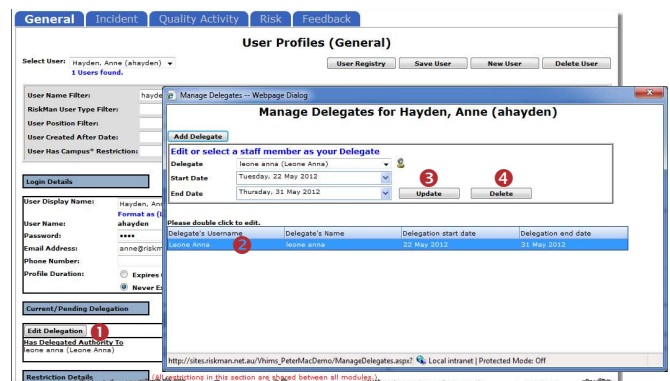 General Incident Quality Activity Risk Feedback
User Profiles (General)
Select User: Hayden, Anne (ahayden)
User Registry Save User New User Delete User
1 Users found.
User Name Filter: hayde
RiskMan User Type Filter:
User Position Filter:
User Created After Date:
User Has Campus* Restriction:
Manage Delegates -- Webpage Dialog
Manage Delegates for Hayden, Anne (ahayden)
Add Delegate
Edit or select a staff member as your Delegate
Delegate leone anna (Leone Anna)
Start Date Tuesday, 22 May 2012
End Date Thursday, 31 May 2012
3 4
Update Delete
Please double click to edit.
Delegate's Username Delegate's Name Delegation start date Delegation end date
Leone Anna 2 leone anna 22 May 2012 31 May 2012
http://sites.riskman.net.au/Vhims_PeterMacDemo/ManageDelegates.aspx? Local intranet | Protected Mode: Off
Login Details
User Display Name: Hayden, Ann
Format as (L
User Name: ahayden
Password: ••••
Email Address: anne@riskm
Phone Number:
Profile Duration: Expires
Never Ex
Current/Pending Delegation
Edit Delegation 1
Has Delegated Authority To
leone anna (Leone Anna)
Restriction Details (All restrictions in this section are shared between all modules.)